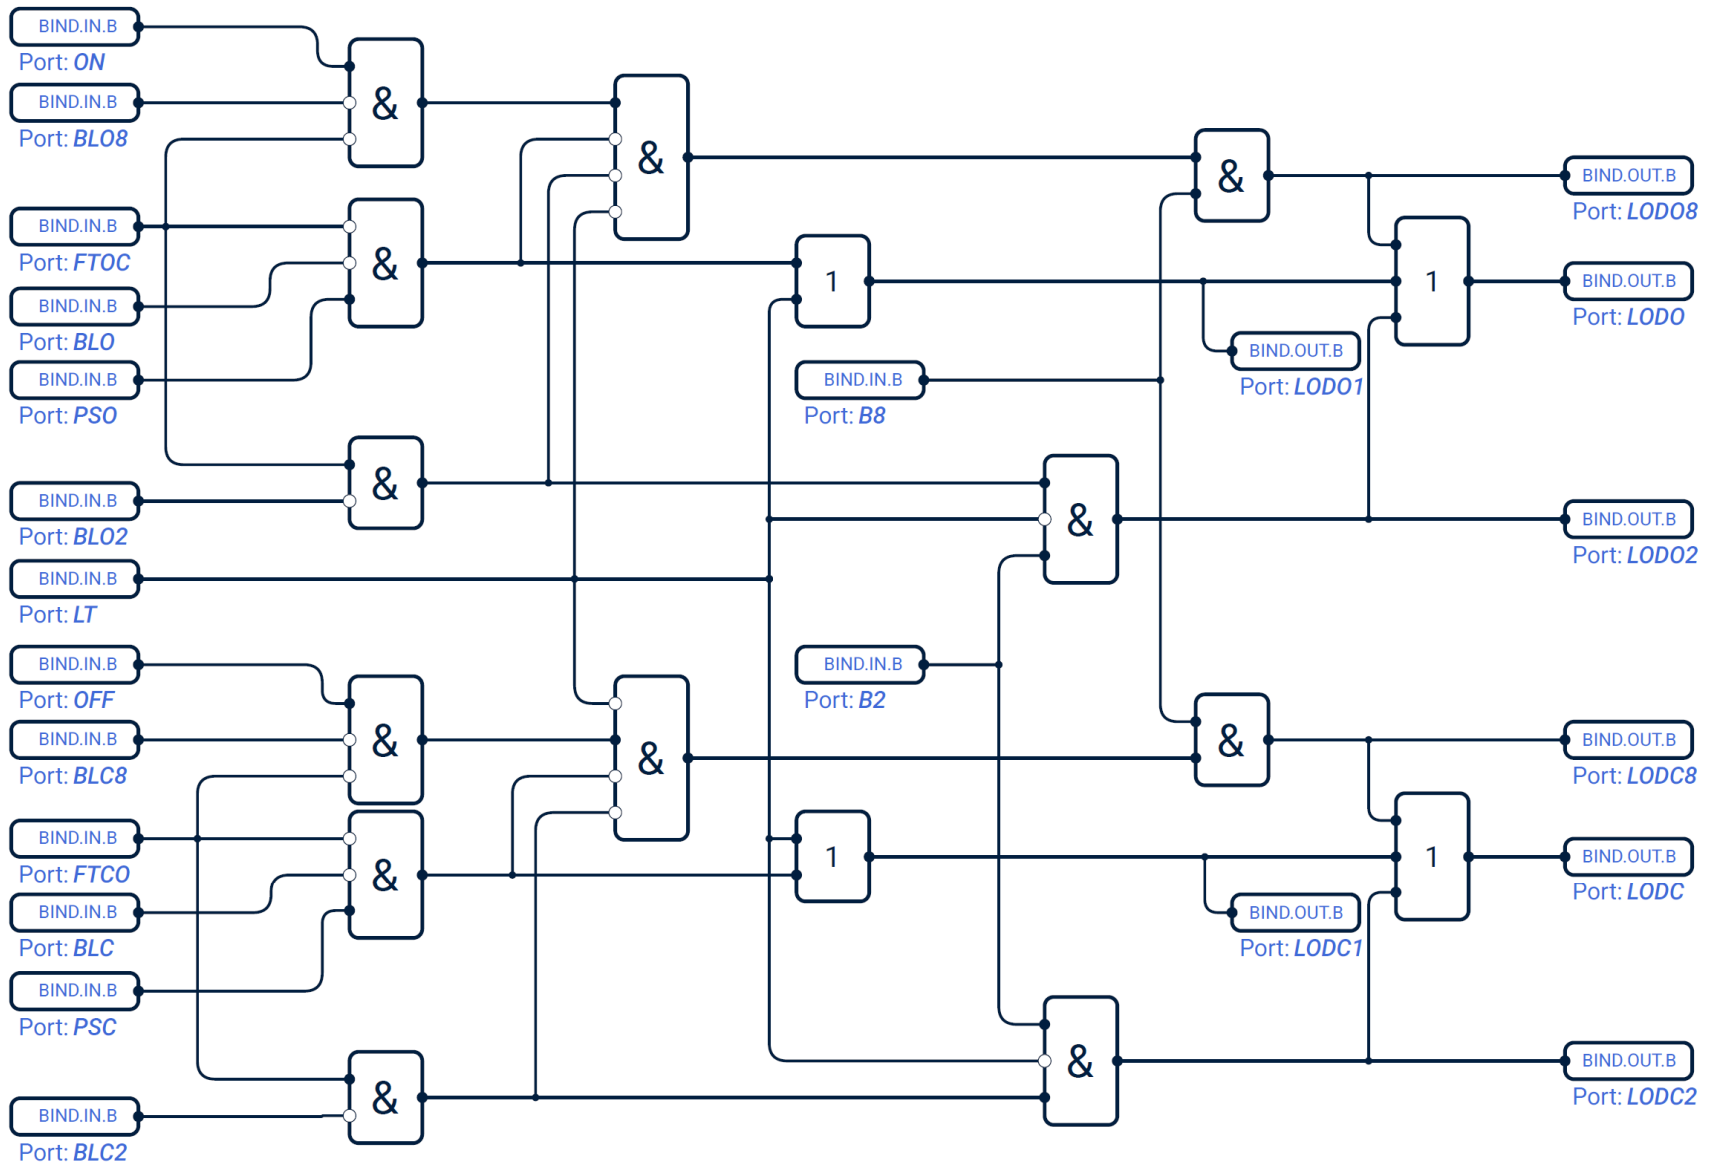 BIND.IN.B
Port: ON
BIND.IN.B
Port: BLO8
&
&
&
BIND.OUT.B
Port: LODO8
BIND.IN.B
Port: FTOC
&
1
1
BIND.OUT.B
Port: LODO
BIND.IN.B
Port: BLO
BIND.OUT.B
Port: LODO1
BIND.IN.B
Port: PSO
BIND.IN.B
Port: B8
&
BIND.IN.B
Port: BLO2
&
BIND.OUT.B
Port: LODO2
BIND.IN.B
Port: LT
BIND.IN.B
Port: OFF
BIND.IN.B
Port: B2
BIND.IN.B
Port: BLC8
&
&
&
BIND.OUT.B
Port: LODC8
BIND.IN.B
Port: FTCO
&
1
1
BIND.OUT.B
Port: LODC
BIND.IN.B
Port: BLC
BIND.OUT.B
Port: LODC1
BIND.IN.B
Port: PSC
&
BIND.OUT.B
Port: LODC2
&
BIND.IN.B
Port: BLC2